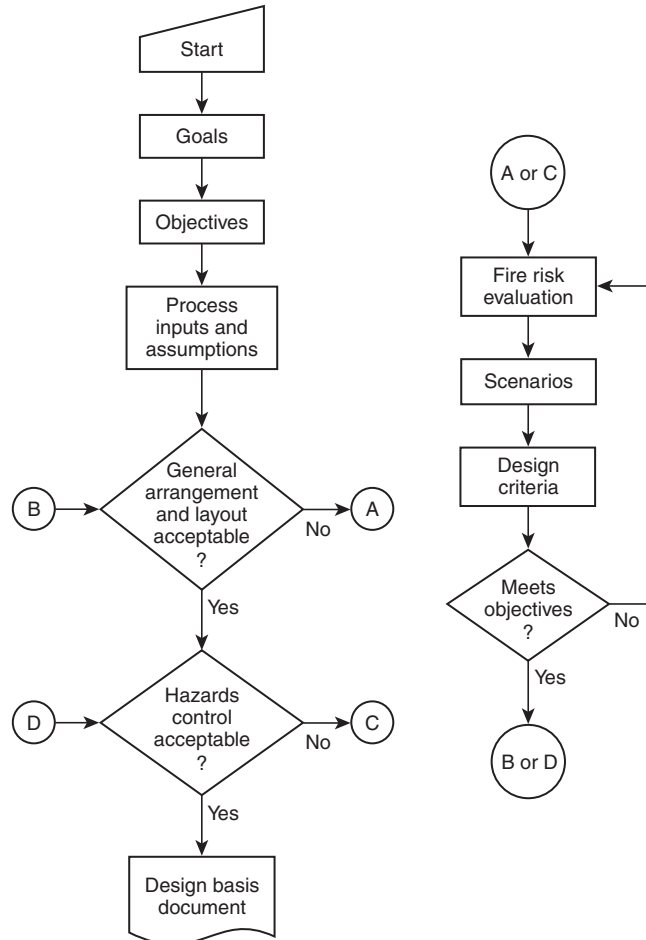 Start
Goals
Objectives
Process
inputs and
assumptions
General
arrangement
and layout
acceptable
?
B
No
A
Yes
Hazards
control
acceptable
?
D
No
C
Yes
Design basis
document
A or C
Fire risk
evaluation
Scenarios
Design
criteria
Meets
objectives
?
No
Yes
B or D